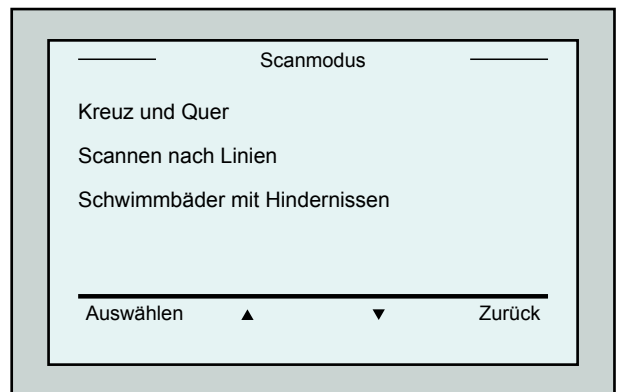 Scanmodus
Kreuz und Quer
Scannen nach Linien
Schwimmbäder mit Hindernissen
Auswählen ▲ ▼ Zurück